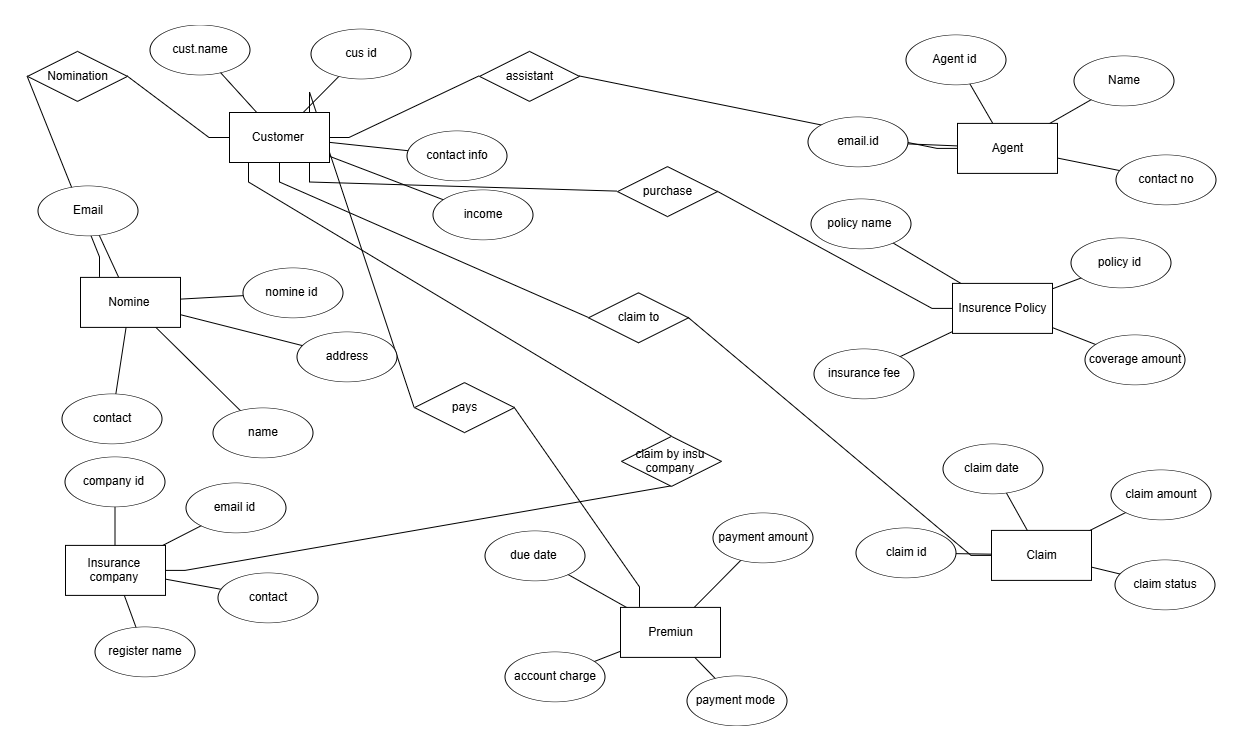 cust.name
cus id
Nomination
assistant
Agent id
Name
Customer
email.id
Agent
contact info
contact no
purchase
Email
income
policy name
policy id
nomine id
Nomine
Insurence Policy
claim to
address
coverage amount
insurance fee
pays
contact
name
claim by insu
company
claim date
company id
claim amount
email id
payment amount
due date
claim id
Claim
Insurance
company
claim status
contact
Premiun
register name
account charge
payment mode